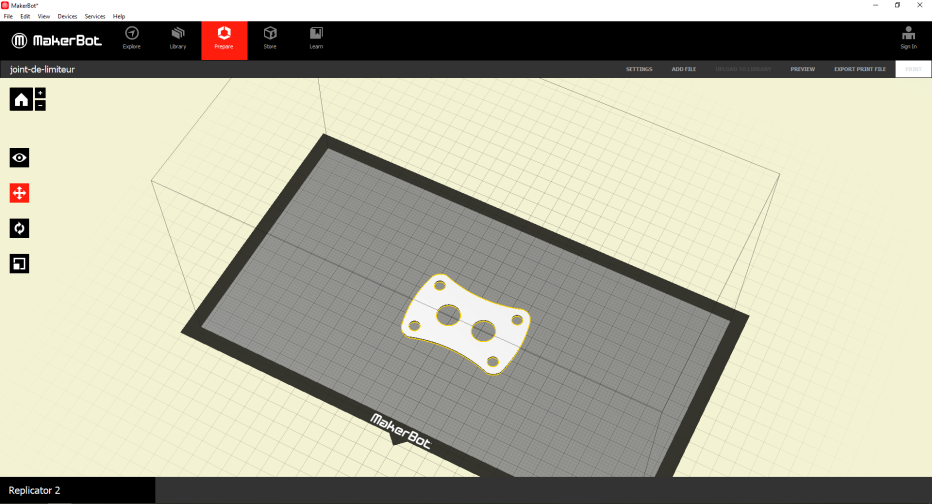 MakerBot*
File Edit View Devices Services Help
MakerBot
Explore Library Prepare Store Learn Sign In
joint-de-limiteur
SETTINGS ADD FILE UPLOAD TO LIBRARY PREVIEW EXPORT PRINT FILE PRINT
MakerBot
Replicator 2